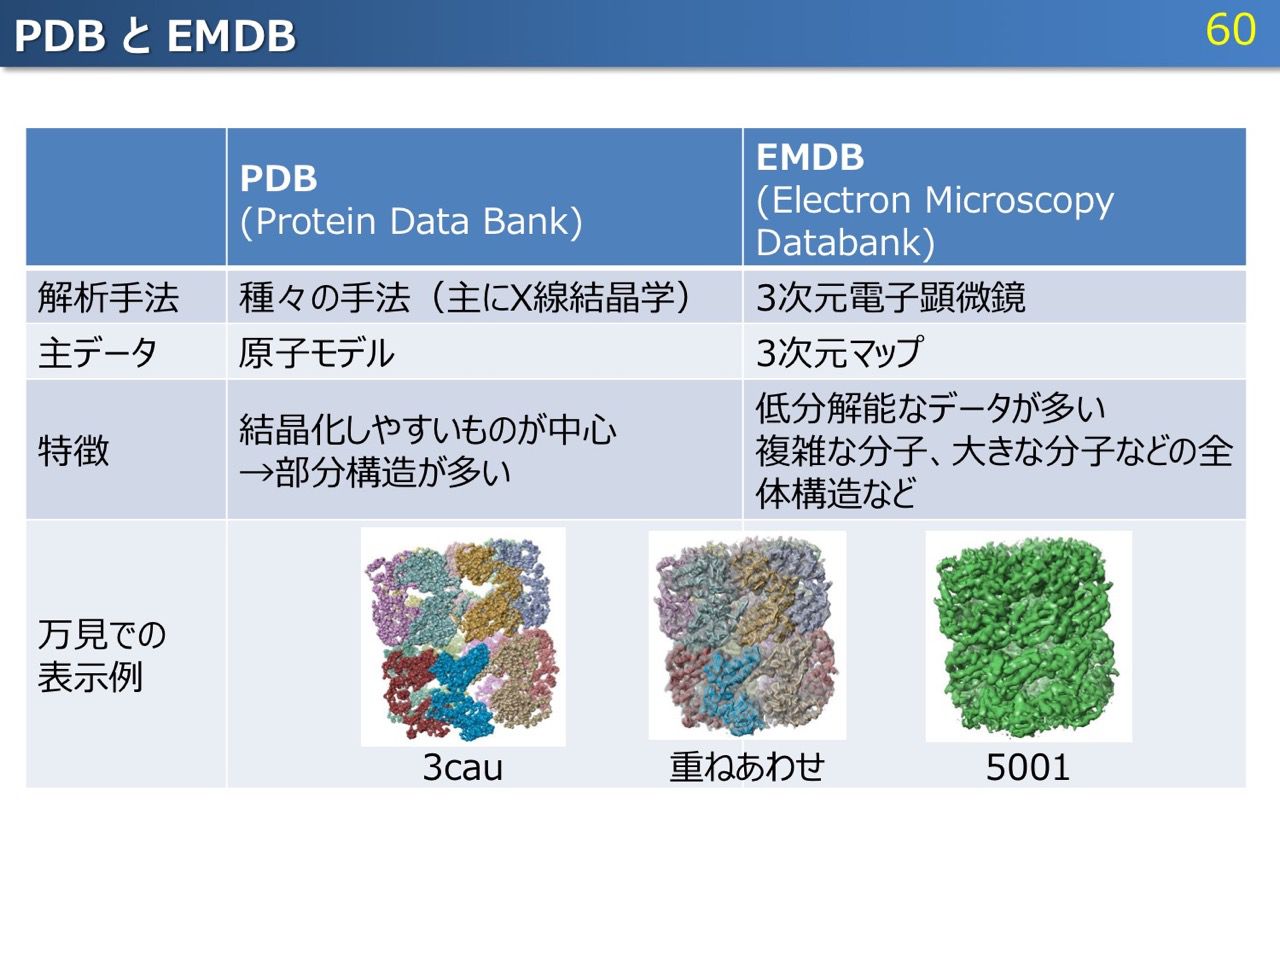 PDB と EMDB
60
PDB
(Protein Data Bank)
EMDB
(Electron Microscopy
Databank)
解析手法
種々の手法（主にX線結晶学）
3次元電子顕微鏡
主データ
原子モデル
3次元マップ
特徴
結晶化しやすいものが中心
→部分構造が多い
低分解能なデータが多い
複雑な分子、大きな分子などの全
体構造など
万見での
表示例
3cau
重ねあわせ
5001